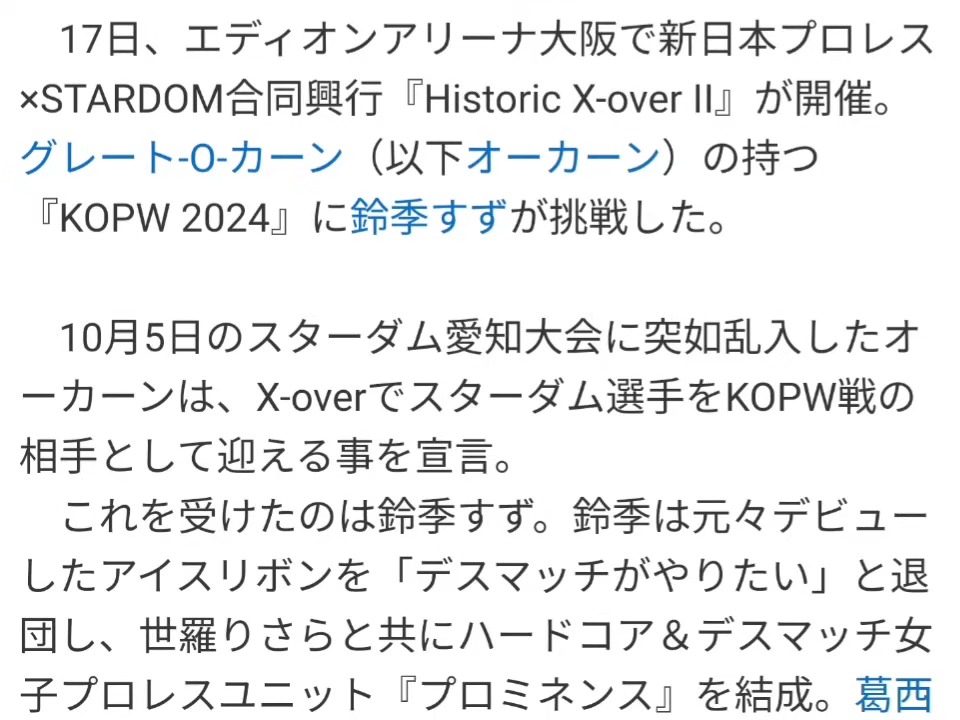 17日、エディオンアリーナ大阪で新日本プロレス
×STARDOM合同興行『Historic X-over II』が開催。
グレート-O-カーン（以下オーカーン）の持つ
『KOPW 2024』に鈴季すずが挑戦した。
10月5日のスターダム愛知大会に突如乱入したオ
ーカーンは、X-overでスターダム選手をKOPW戦の
相手として迎える事を宣言。
これを受けたのは鈴季すず。鈴季は元々デビュー
したアイスリボンを「デスマッチがやりたい」と退
団し、世羅りさらと共にハードコア＆デスマッチ女
子プロレスユニット『プロミネンス』を結成。葛西